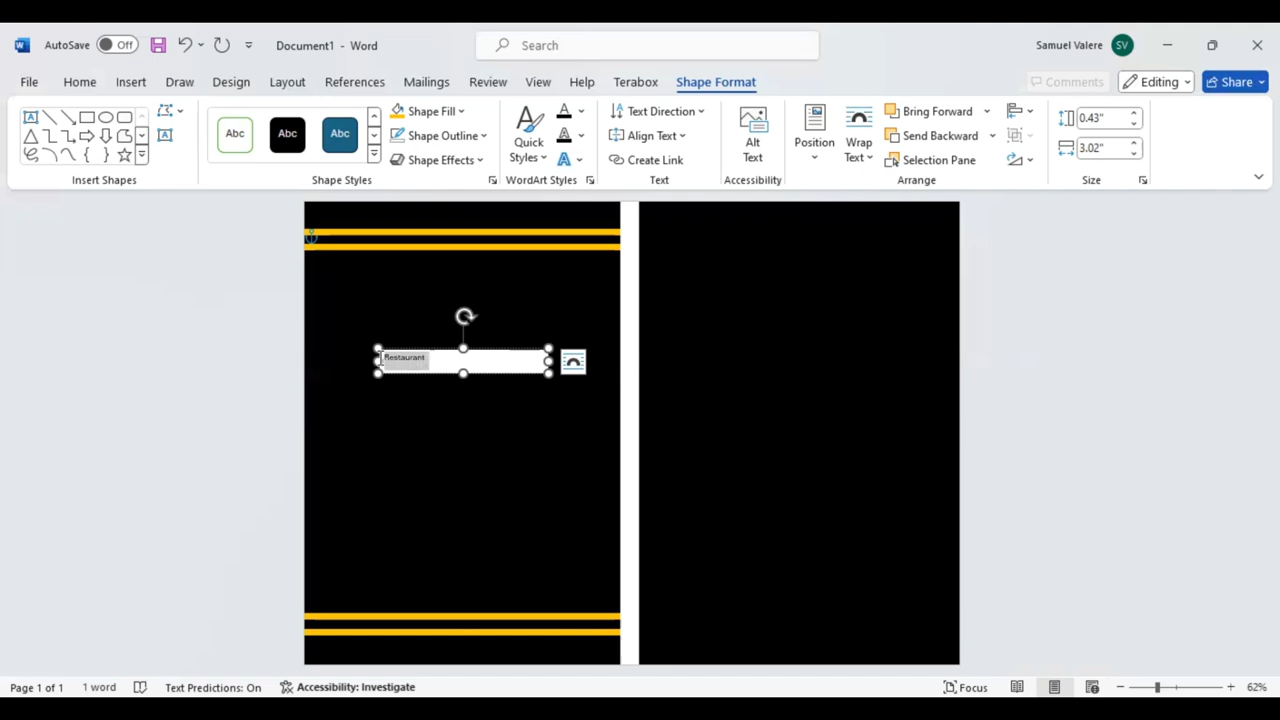 AutoSave Off Document1 - Word Search Samuel Valere SV
File Home Insert Draw Design Layout References Mailings Review View Help Terabox Shape Format Comments Editing Share
Abc Abc Abc
Shape Fill
Shape Outline
Shape Effects
Quick
Styles
A
A
A
Text Direction
Align Text
Create Link
Alt
Text
Position
Wrap
Text
Bring Forward
Send Backward
Selection Pane
0.43"
3.02"
Insert Shapes Shape Styles WordArt Styles Text Accessibility Arrange Size
Restaurant
Page 1 of 1 1 word Text Predictions: On Accessibility: Investigate Focus 62%